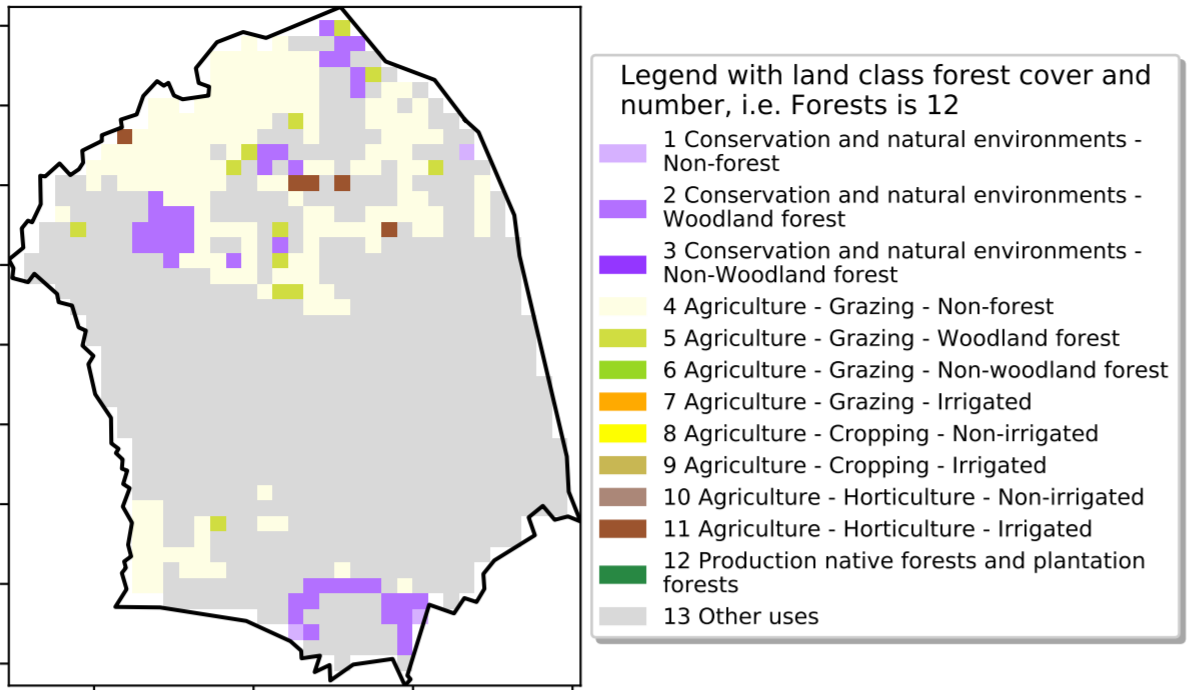 Legend with land class forest cover and
number, i.e. Forests is 12
1 Conservation and natural environments -
Non-forest
2 Conservation and natural environments -
Woodland forest
3 Conservation and natural environments -
Non-Woodland forest
4 Agriculture - Grazing - Non-forest
5 Agriculture - Grazing - Woodland forest
6 Agriculture - Grazing - Non-woodland forest
7 Agriculture - Grazing - Irrigated
8 Agriculture - Cropping - Non-irrigated
9 Agriculture - Cropping - Irrigated
10 Agriculture - Horticulture - Non-irrigated
11 Agriculture - Horticulture - Irrigated
12 Production native forests and plantation
forests
13 Other uses